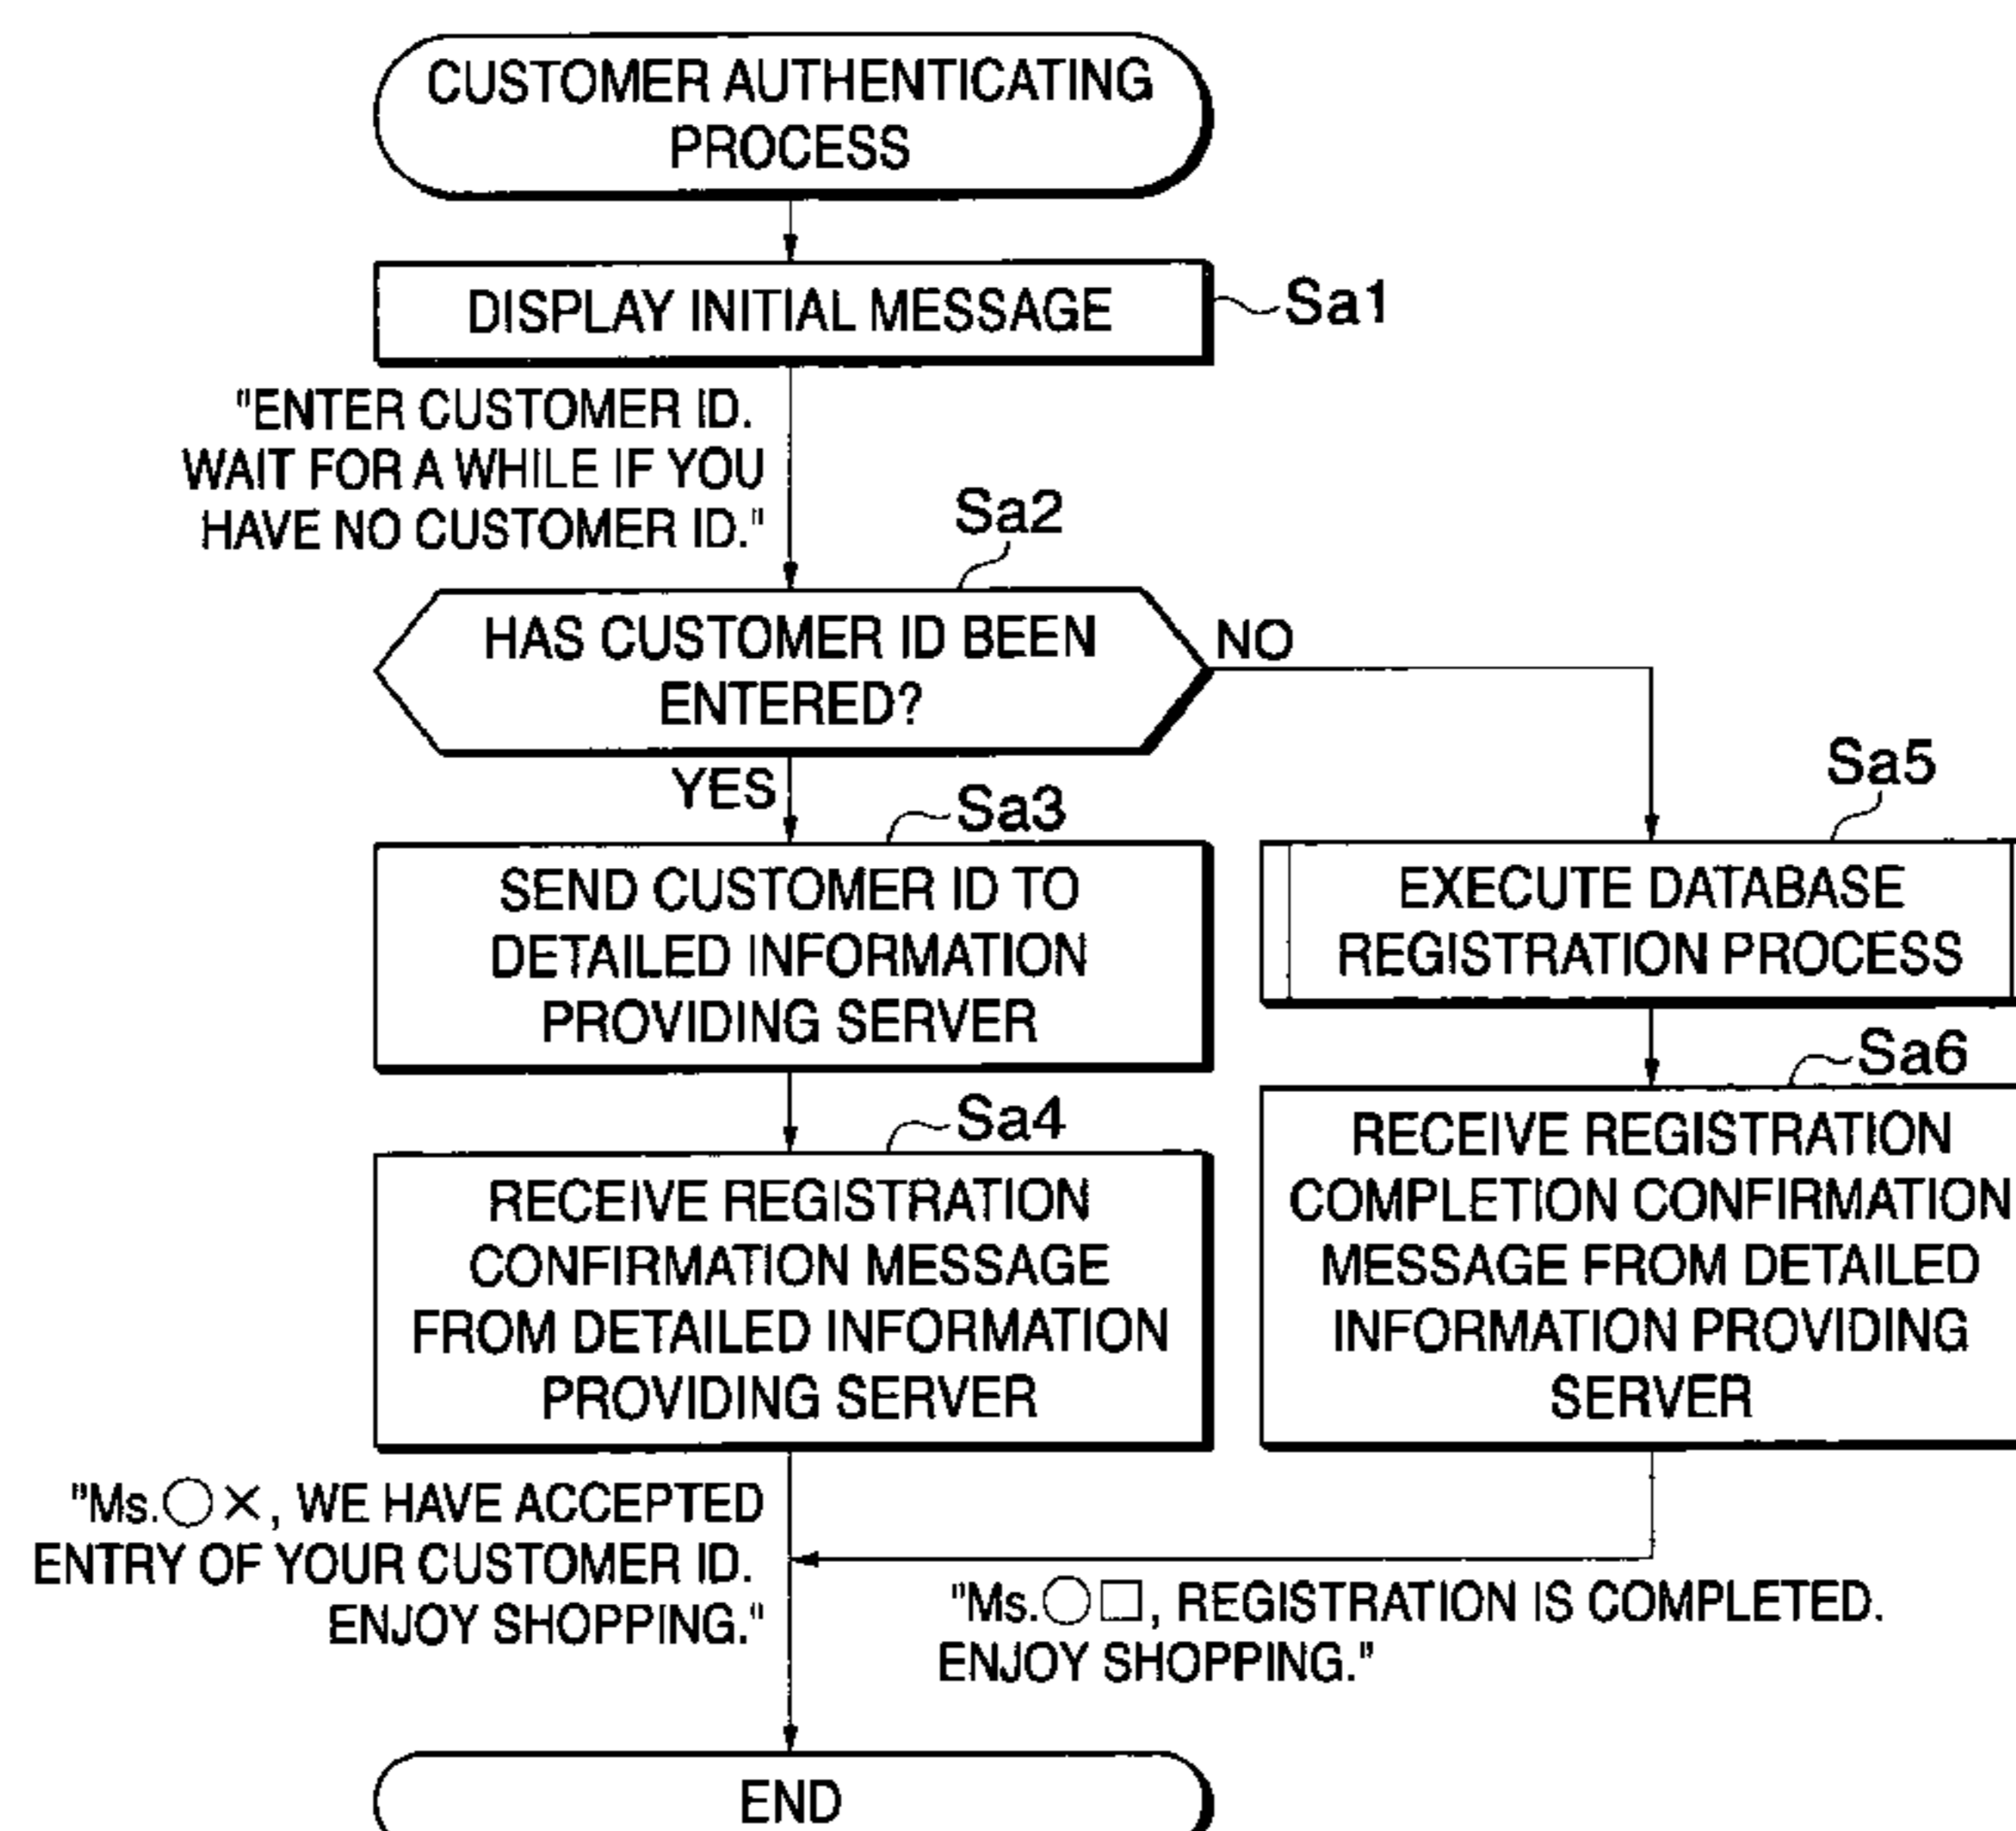 CUSTOMER AUTHENTICATING
PROCESS
DISPLAY INITIAL MESSAGE
Sa1
"ENTER CUSTOMER ID.
WAIT FOR A WHILE IF YOU
HAVE NO CUSTOMER ID."
Sa2
HAS CUSTOMER ID BEEN
ENTERED?
NO
YES
Sa3
SEND CUSTOMER ID TO
DETAILED INFORMATION
PROVIDING SERVER
Sa5
EXECUTE DATABASE
REGISTRATION PROCESS
Sa4
RECEIVE REGISTRATION
CONFIRMATION MESSAGE
FROM DETAILED INFORMATION
PROVIDING SERVER
Sa6
RECEIVE REGISTRATION
COMPLETION CONFIRMATION
MESSAGE FROM DETAILED
INFORMATION PROVIDING
SERVER
"Ms.○×, WE HAVE ACCEPTED
ENTRY OF YOUR CUSTOMER ID.
ENJOY SHOPPING."
"Ms.○□, REGISTRATION IS COMPLETED.
ENJOY SHOPPING."
END